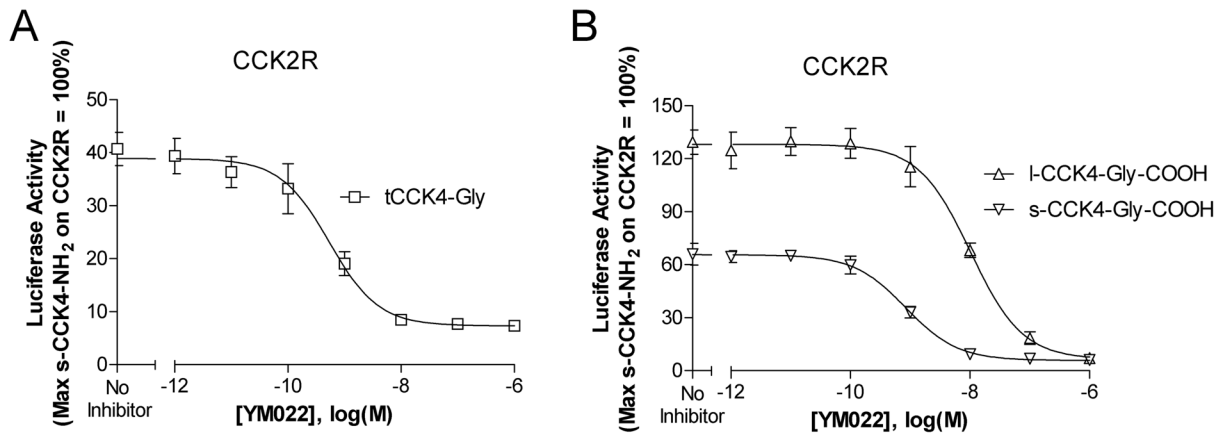 A
CCK2R
Luciferase Activity
(Max s-CCK4-NH2 on CCK2R = 100%)
50
40
30
20
10
0
tCCK4-Gly
No
Inhibitor
-12
-10
-8
-6
[YM022], log(M)
B
CCK2R
Luciferase Activity
(Max s-CCK4-NH2 on CCK2R = 100%)
150
120
90
60
30
0
l-CCK4-Gly-COOH
s-CCK4-Gly-COOH
No
Inhibitor
-12
-10
-8
-6
[YM022], log(M)